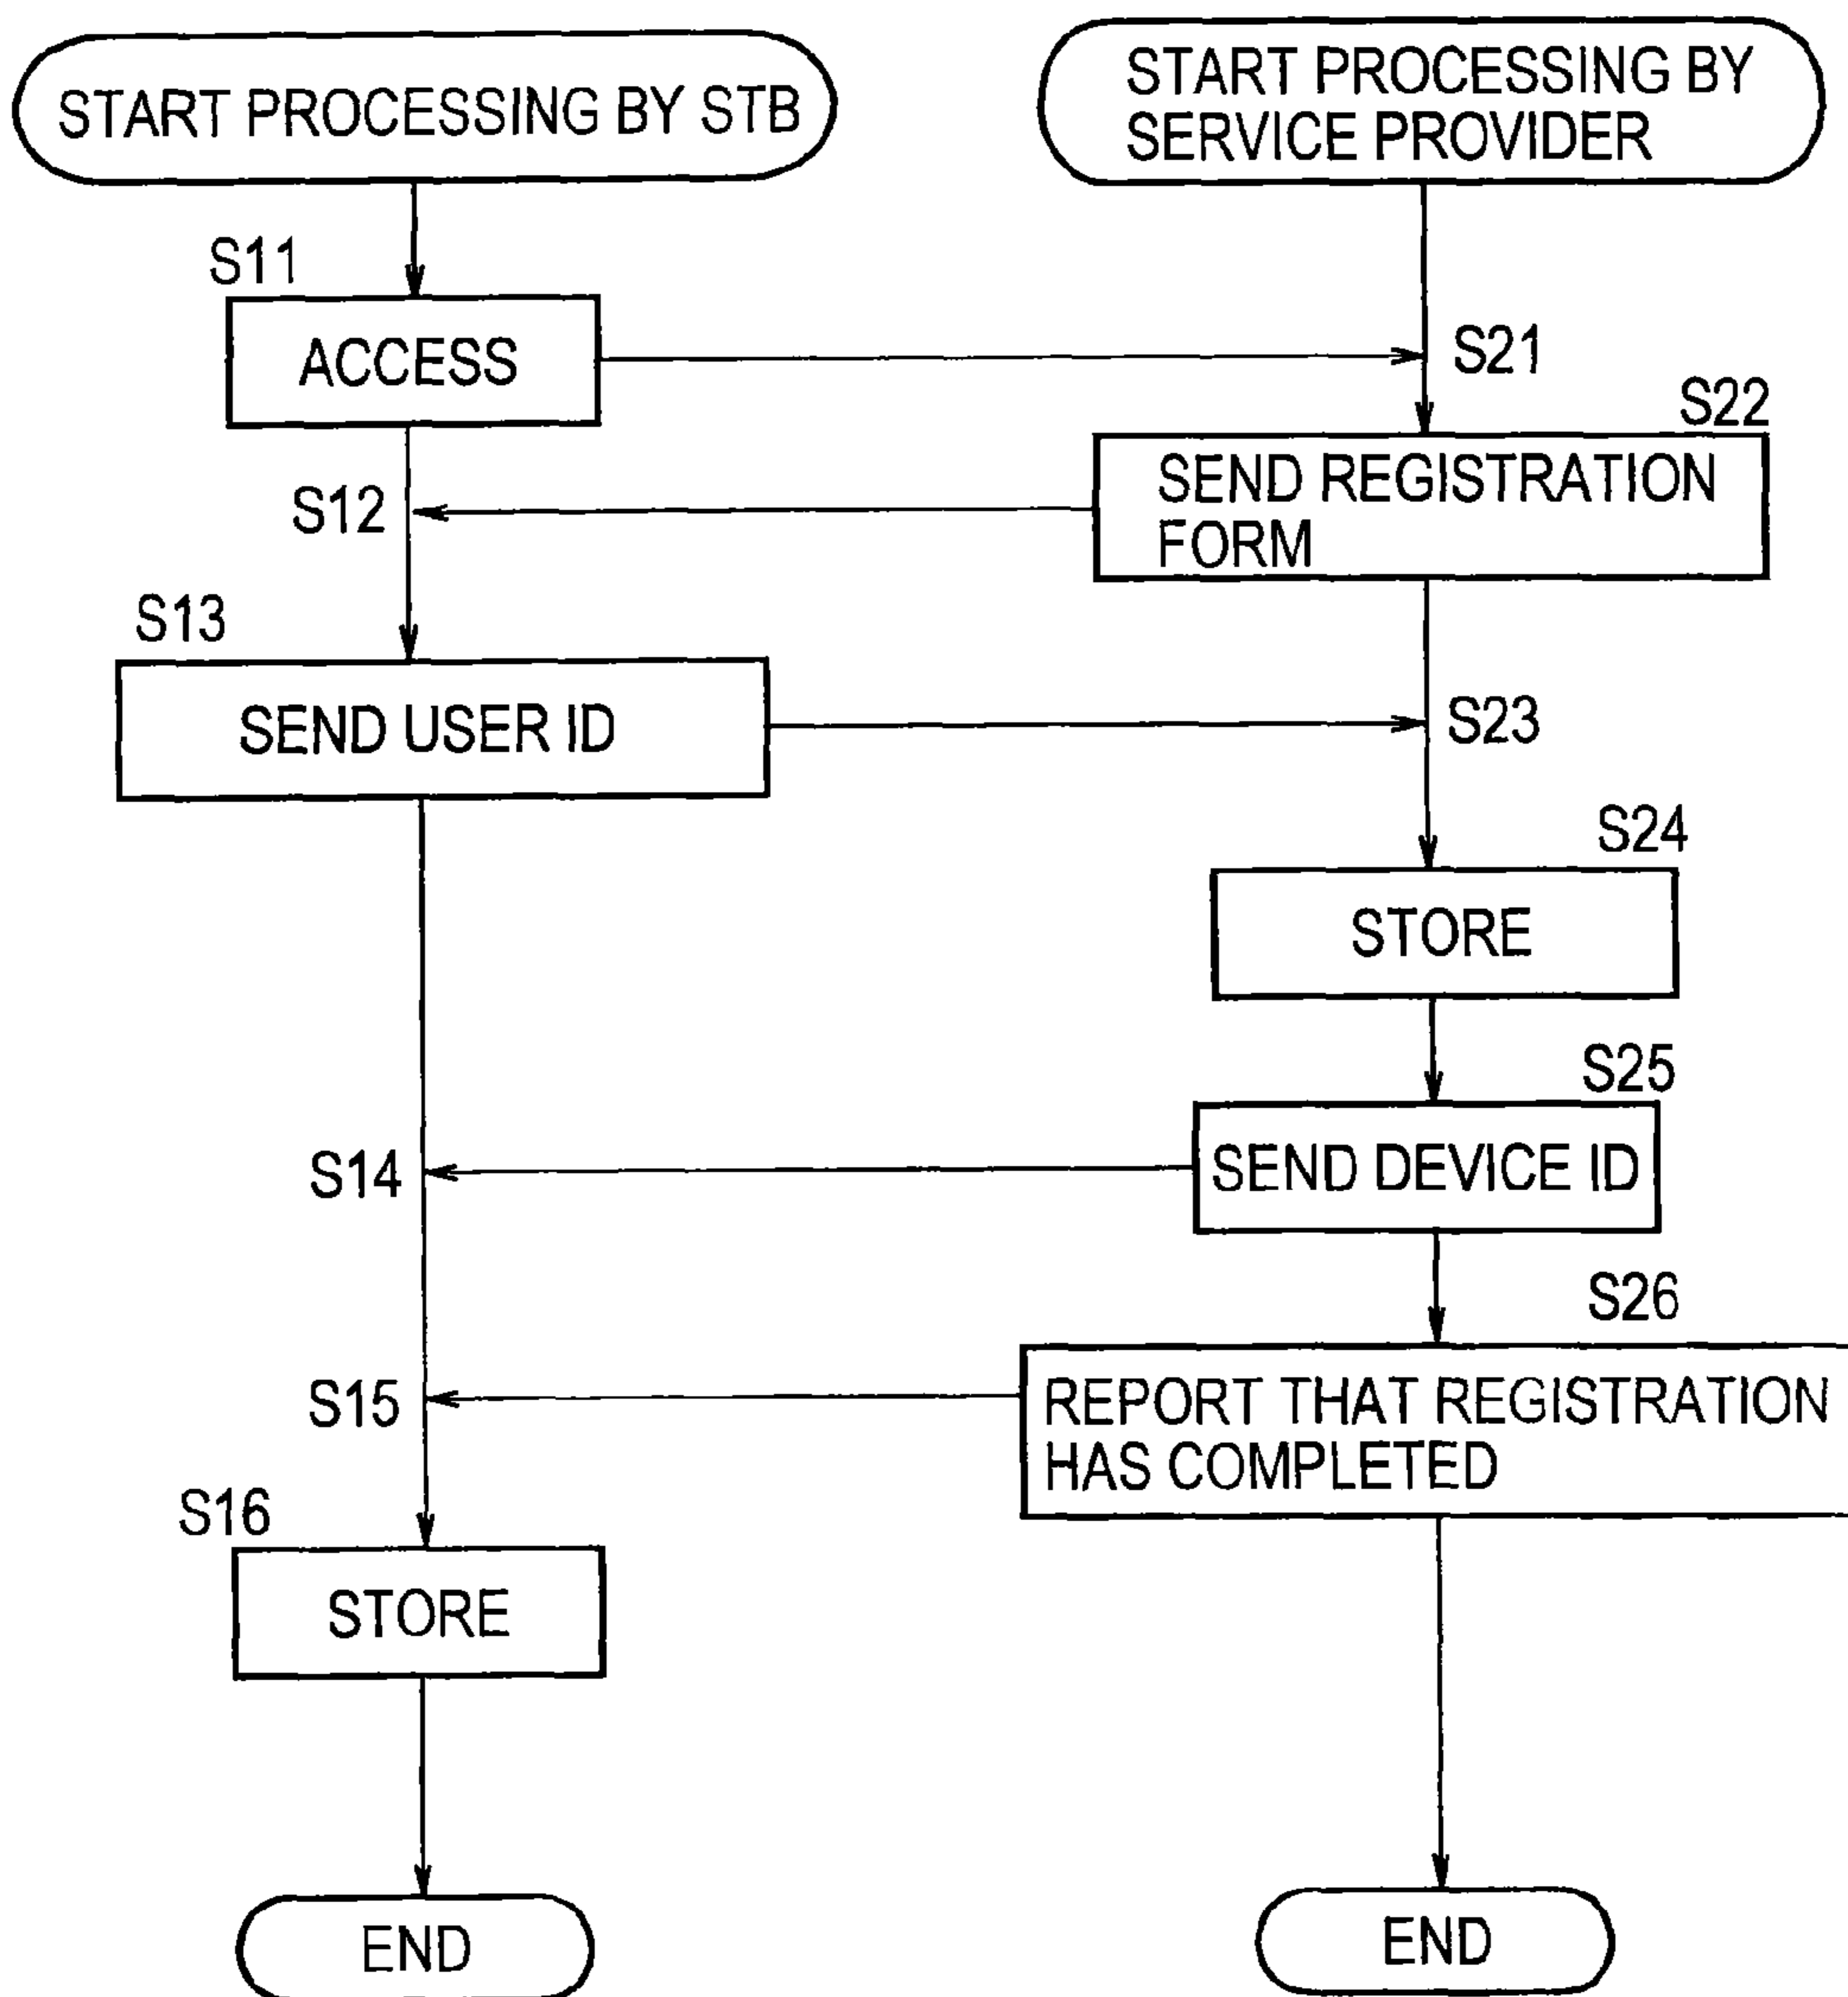 START PROCESSING BY STB
START PROCESSING BY
SERVICE PROVIDER
S11
ACCESS
S21
S22
SEND REGISTRATION
FORM
S12
S13
SEND USER ID
S23
S24
STORE
S25
SEND DEVICE ID
S14
S26
REPORT THAT REGISTRATION
HAS COMPLETED
S15
S16
STORE
END
END